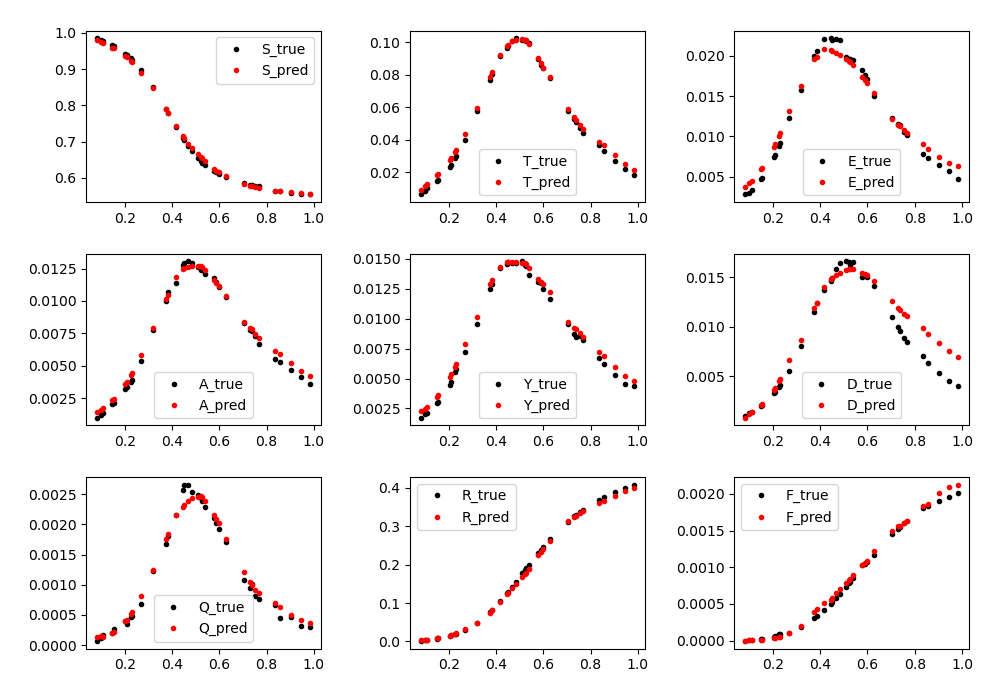 1.0
0.9
0.8
0.7
0.6
S_true
S_pred
0.2 0.4 0.6 0.8 1.0
0.10
0.08
0.06
0.04
0.02
T_true
T_pred
0.2 0.4 0.6 0.8 1.0
0.020
0.015
0.010
0.005
E_true
E_pred
0.2 0.4 0.6 0.8 1.0
0.0125
0.0100
0.0075
0.0050
0.0025
A_true
A_pred
0.2 0.4 0.6 0.8 1.0
0.0150
0.0125
0.0100
0.0075
0.0050
0.0025
Y_true
Y_pred
0.2 0.4 0.6 0.8 1.0
0.015
0.010
0.005
D_true
D_pred
0.2 0.4 0.6 0.8 1.0
0.0025
0.0020
0.0015
0.0010
0.0005
0.0000
Q_true
Q_pred
0.2 0.4 0.6 0.8 1.0
0.4
0.3
0.2
0.1
0.0
R_true
R_pred
0.2 0.4 0.6 0.8 1.0
0.0020
0.0015
0.0010
0.0005
0.0000
F_true
F_pred
0.2 0.4 0.6 0.8 1.0